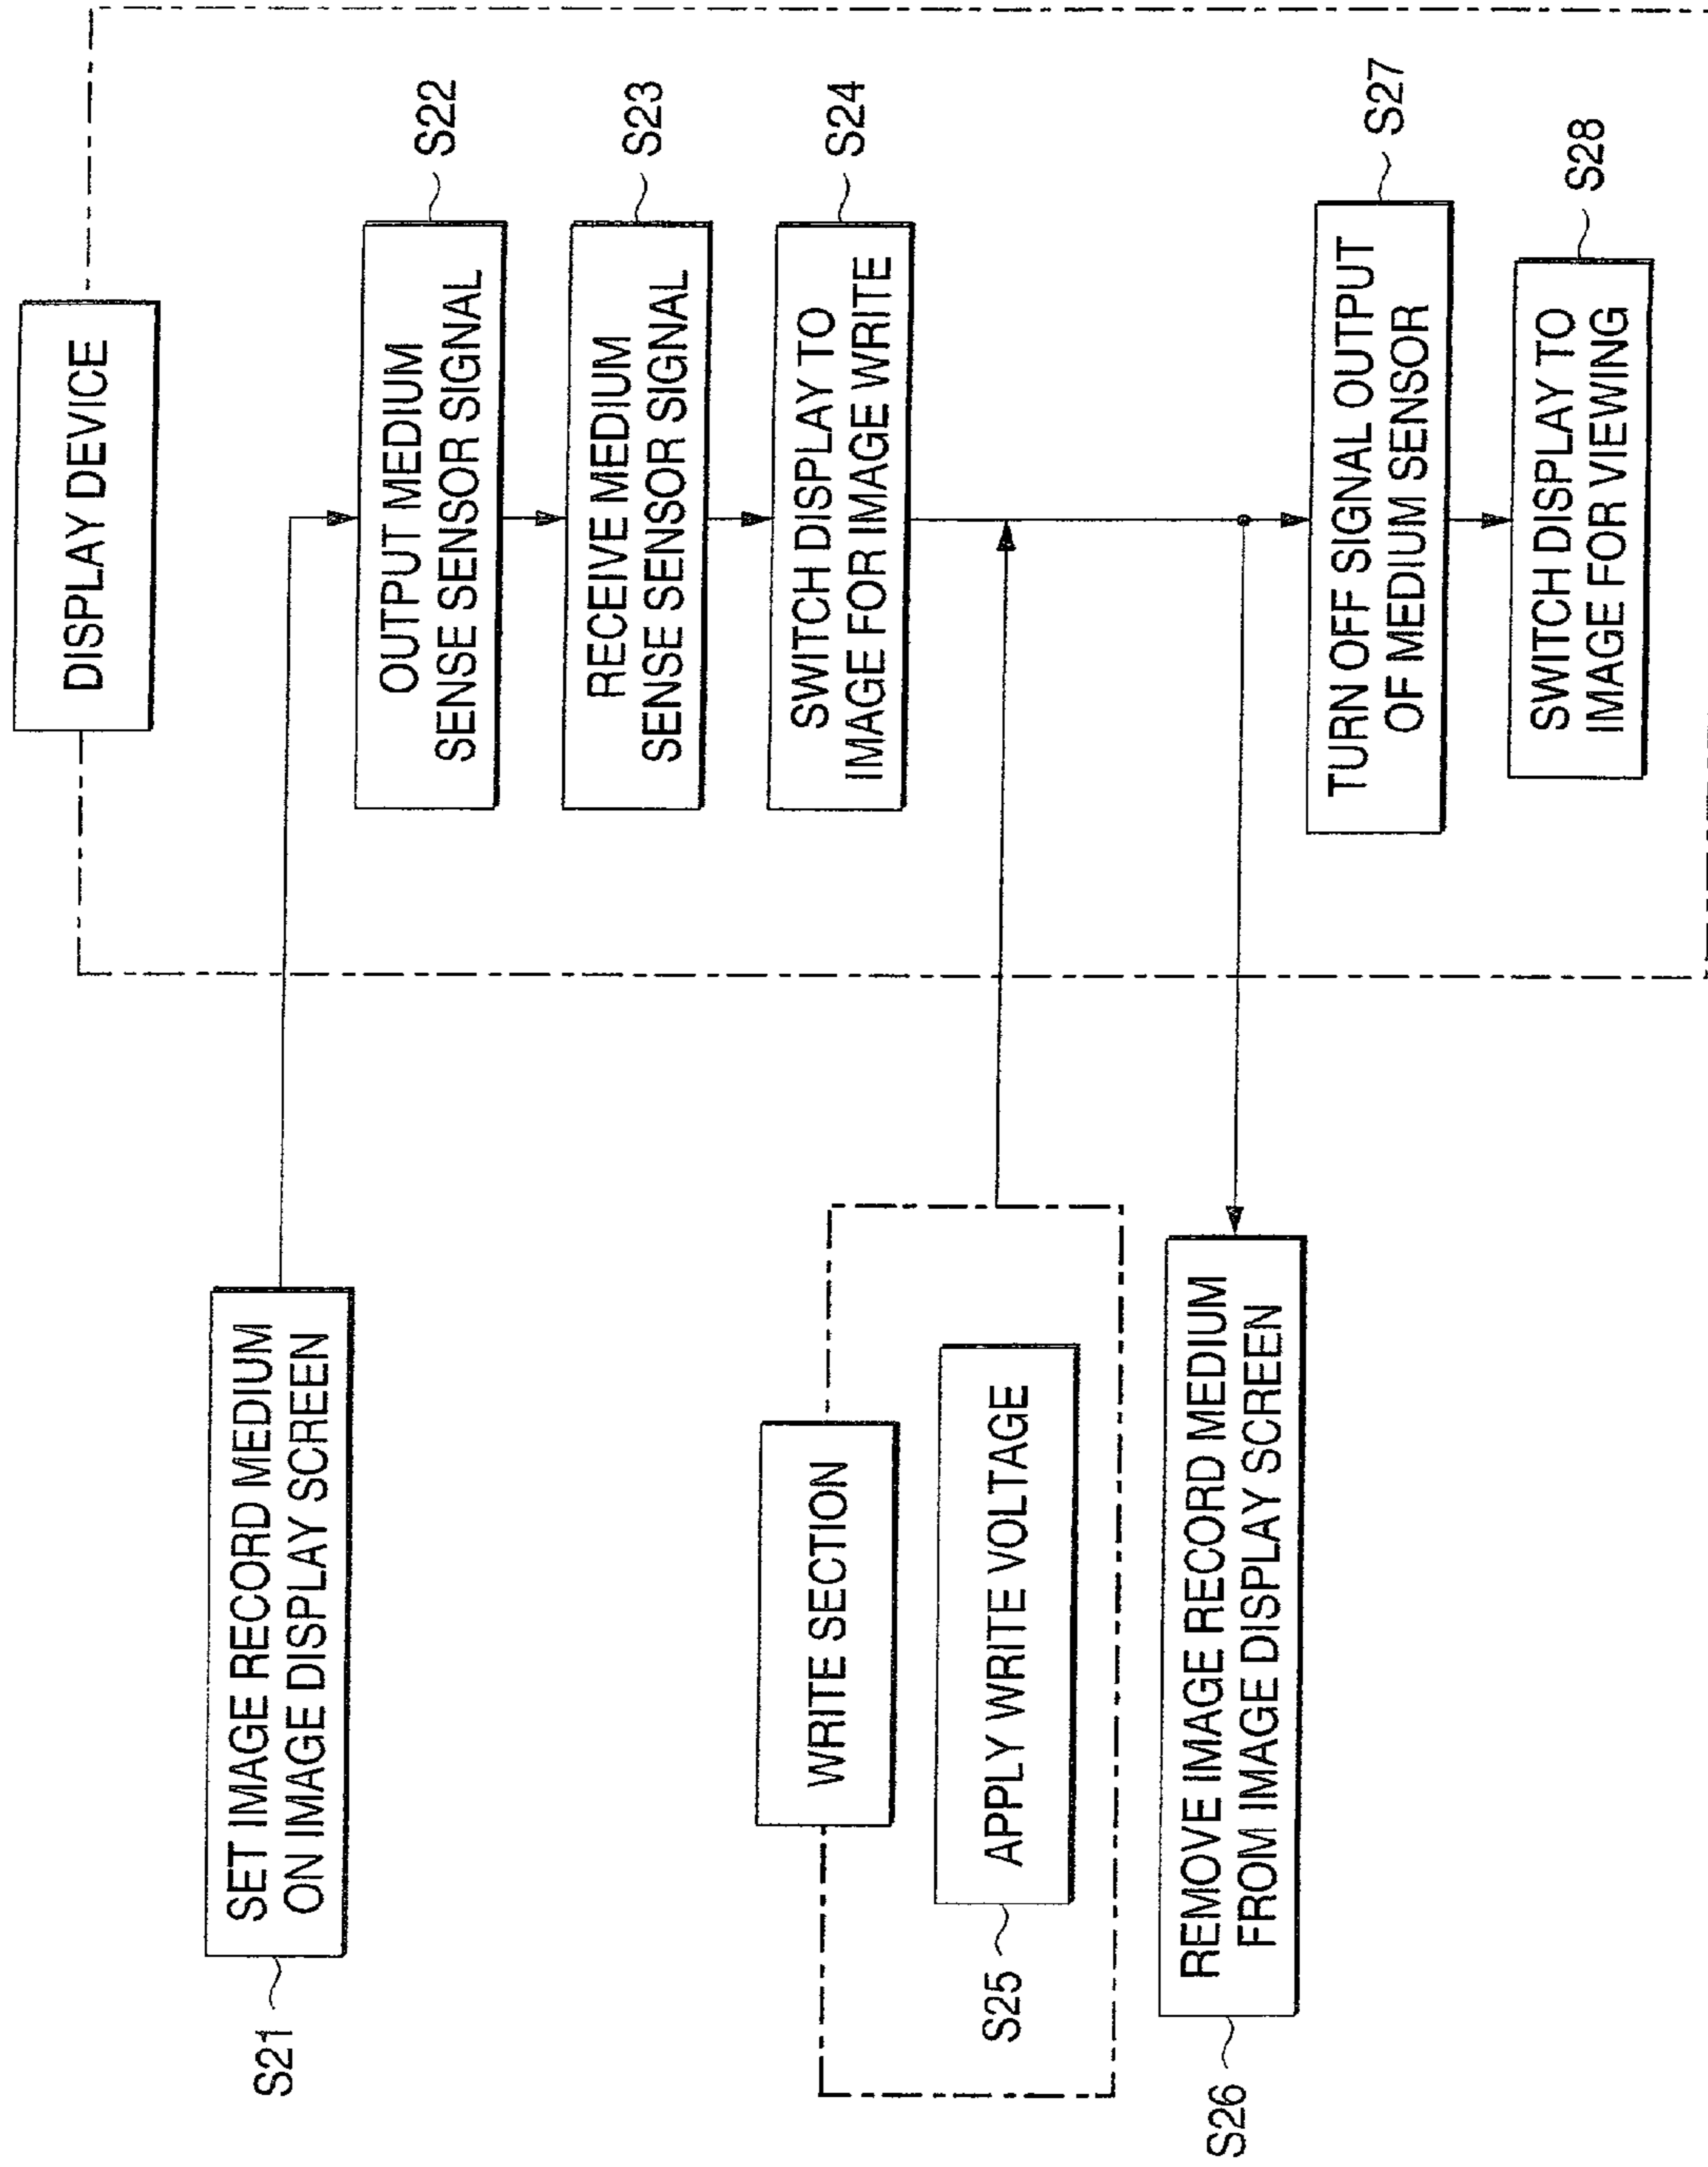 DISPLAY DEVICE
S21
SET IMAGE RECORD MEDIUM
ON IMAGE DISPLAY SCREEN
OUTPUT MEDIUM
SENSE SENSOR SIGNAL
S22
RECEIVE MEDIUM
SENSE SENSOR SIGNAL
S23
SWITCH DISPLAY TO
IMAGE FOR IMAGE WRITE
S24
WRITE SECTION
S25
APPLY WRITE VOLTAGE
S26
REMOVE IMAGE RECORD MEDIUM
FROM IMAGE DISPLAY SCREEN
TURN OFF SIGNAL OUTPUT
OF MEDIUM SENSOR
S27
SWITCH DISPLAY TO
IMAGE FOR VIEWING
S28